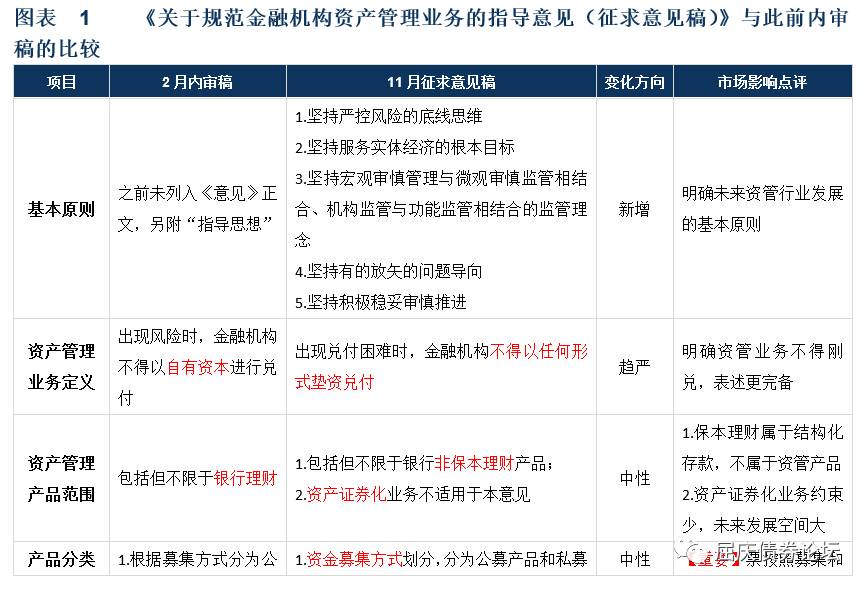 图表 1 《关于规范金融机构资产管理业务的指导意见（征求意见稿）》与此前内审
稿的比较
项目 2 月内审稿 11 月征求意见稿 变化方向 市场影响点评
基本原则
之前未列入《意见》正
文，另附“指导思想”
1.坚持严控风险的底线思维
2.坚持服务实体经济的根本目标
3.坚持宏观审慎管理与微观审慎监管相结
合、机构监管与功能监管相结合的监管理
念
4.坚持有的放矢的问题导向
5.坚持积极稳妥审慎推进
新增
明确未来资管行业发展
的基本原则
资产管理
业务定义
出现风险时，金融机构
不得以自有资本进行兑
付
出现兑付困难时，金融机构不得以任何形
式垫资兑付
趋严
明确资管业务不得刚
兑，表述更完备
资产管理
产品范围
包括但不限于银行理财
1.包括但不限于银行非保本理财产品；
2.资产证券化业务不适用于本意见
中性
1.保本理财属于结构化
存款，不属于资管产品
2.资产证券化业务约束
少，未来发展空间大
产品分类
1.根据募集方式分为公
1.资金募集方式划分，分为公募产品和私募
中性
【重要】票按照募集和
屈庆债券论坛